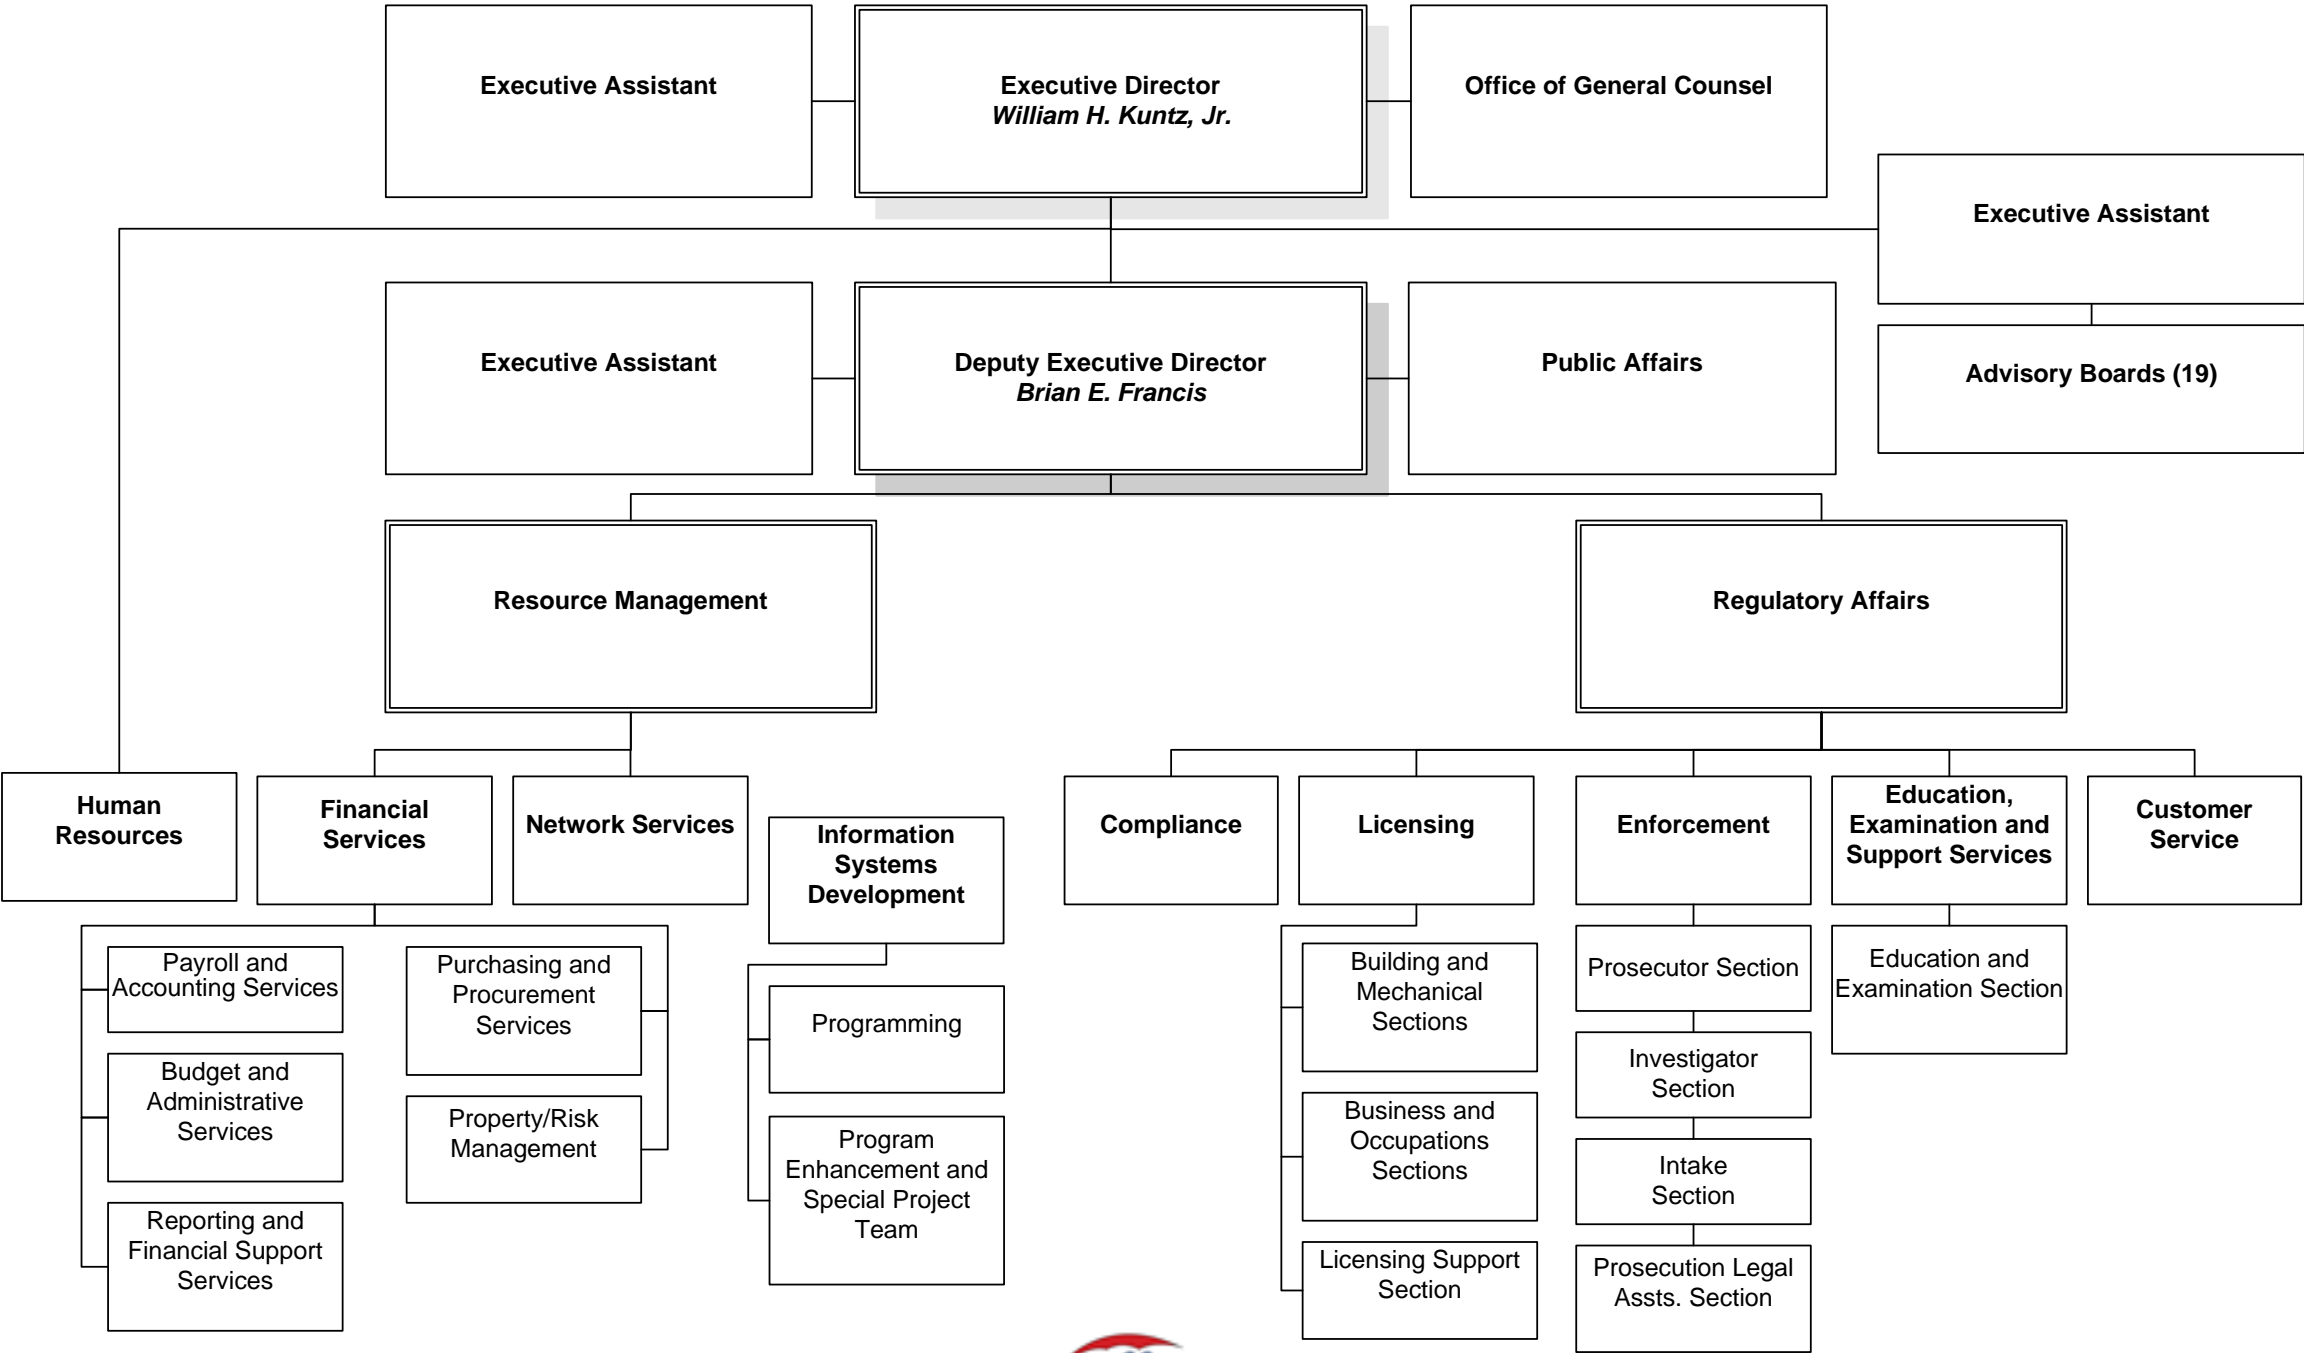 Executive Assistant
Executive Director
William H. Kuntz, Jr.
Office of General Counsel
Executive Assistant
Executive Assistant
Deputy Executive Director
Brian E. Francis
Public Affairs
Advisory Boards (19)
Resource Management
Regulatory Affairs
Human
Resources
Financial
Services
Network Services
Information
Systems
Development
Compliance
Licensing
Enforcement
Education,
Examination and
Support Services
Customer
Service
Payroll and
Accounting Services
Budget and
Administrative
Services
Reporting and
Financial Support
Services
Purchasing and
Procurement
Services
Property/Risk
Management
Programming
Program
Enhancement and
Special Project
Team
Building and
Mechanical
Sections
Business and
Occupations
Sections
Licensing Support
Section
Prosecutor Section
Investigator
Section
Intake
Section
Prosecution Legal
Assts. Section
Education and
Examination Section